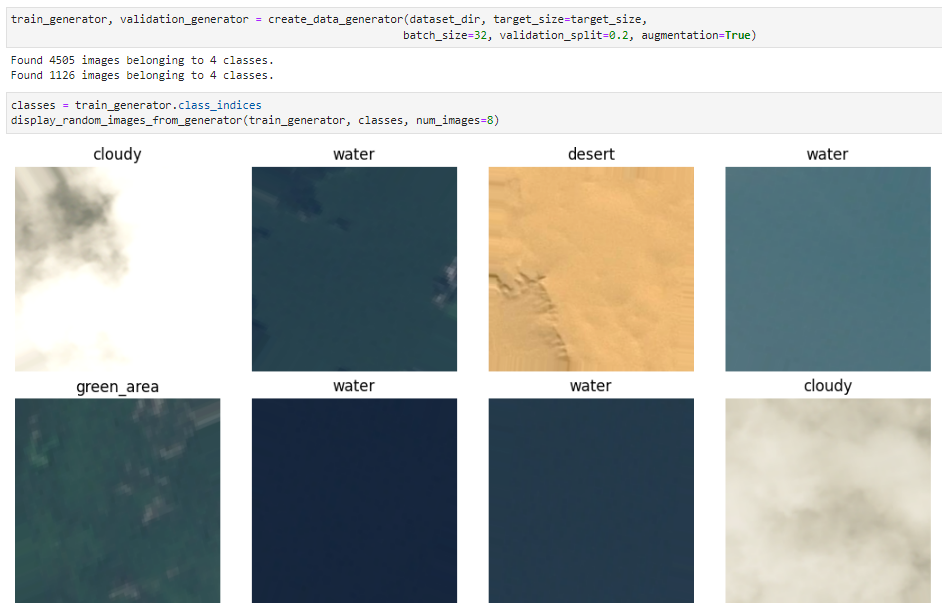 train_generator, validation_generator = create_data_generator(dataset_dir, target_size=target_size,
batch_size=32, validation_split=0.2, augmentation=True)
Found 4505 images belonging to 4 classes.
Found 1126 images belonging to 4 classes.
classes = train_generator.class_indices
display_random_images_from_generator(train_generator, classes, num_images=8)
cloudy water desert water
green_area water water cloudy